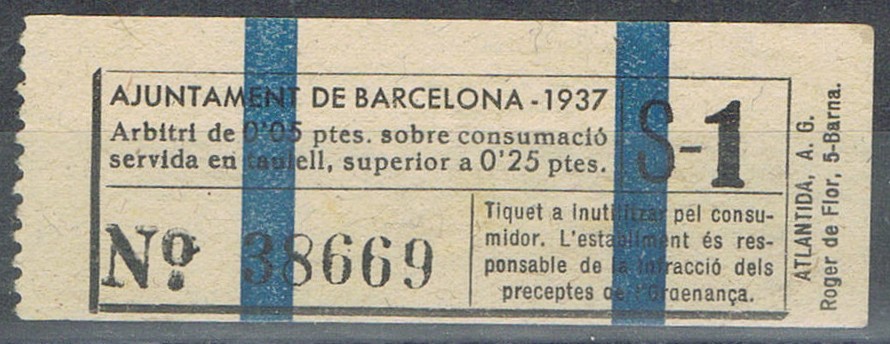 AJUNTAMENT DE BARCELONA - 1937
Arbitri de 0'05 ptes. sobre consumació
servida en taulell, superior a 0'25 ptes.
S-1
Nº 38669
Tiquet a inutilitzar pel consu-
midor. L'establiment és res-
ponsable de la infracció dels
preceptes de l'Ordenança.
ATLANTIDA, A. G.
Roger de Flor, 5-Barna.